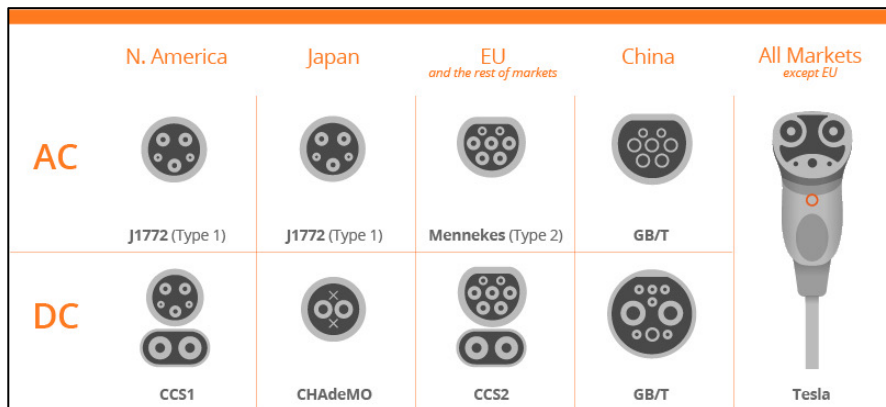 N. America
Japan
EU
and the rest of markets
China
All Markets
except EU
AC
J1772 (Type 1)
J1772 (Type 1)
Mennekes (Type 2)
GB/T
DC
CCS1
CHAdeMO
CCS2
GB/T
Tesla